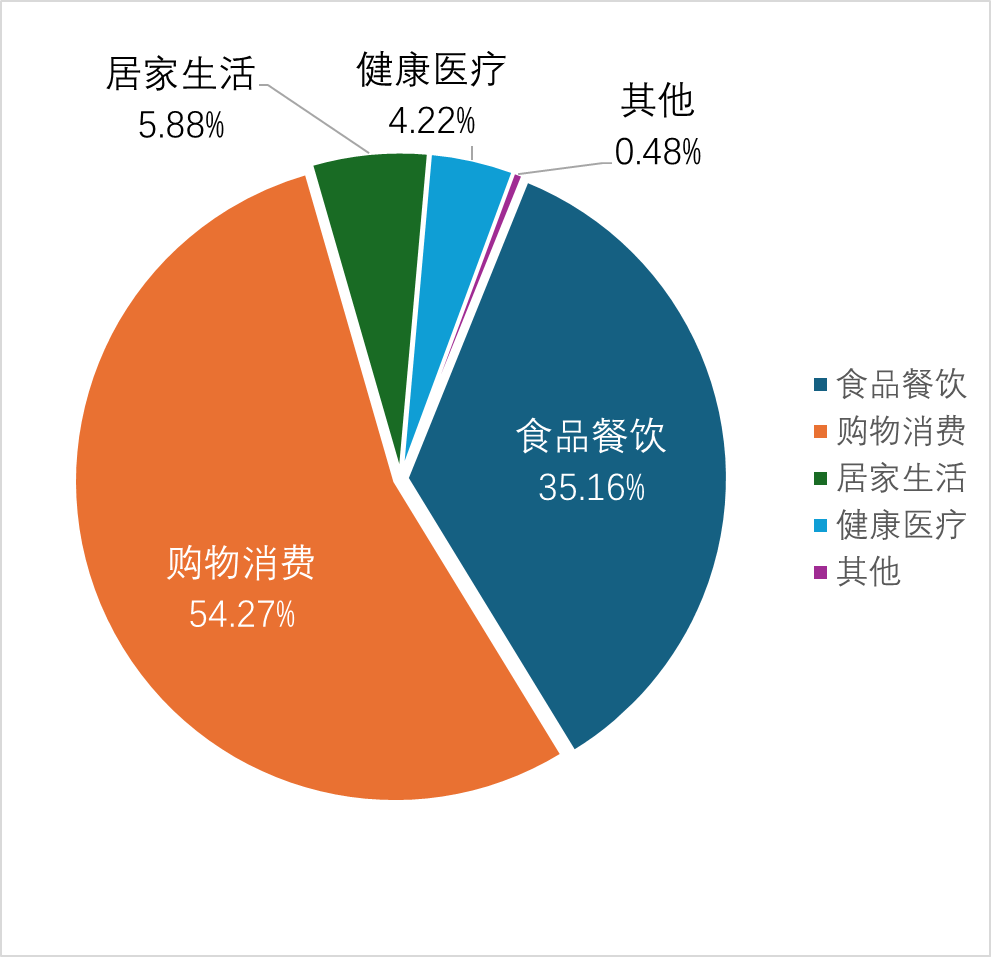 居家生活
5.88%
健康医疗
4.22%
其他
0.48%
食品餐饮
35.16%
购物消费
54.27%
食品餐饮
购物消费
居家生活
健康医疗
其他